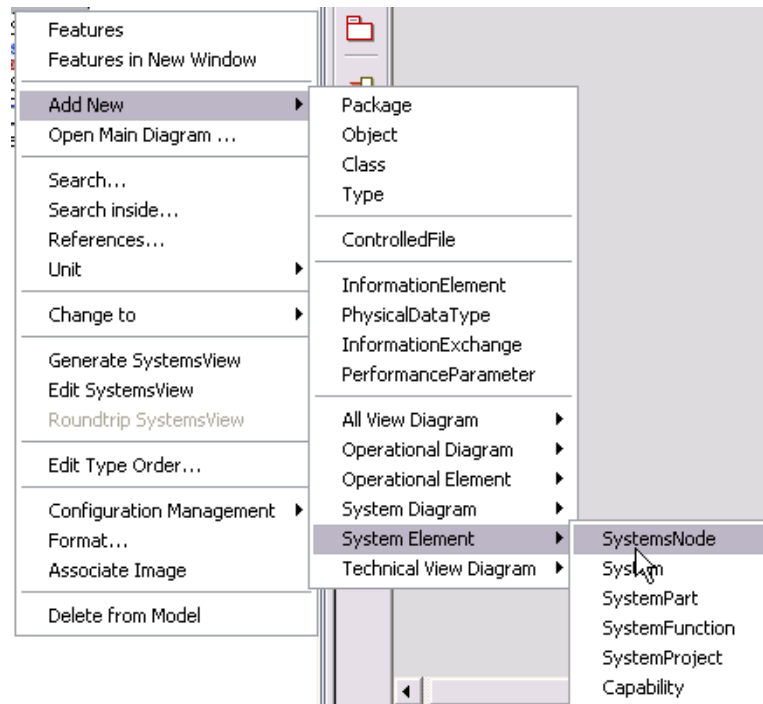 Features
Features in New Window
Add New
Open Main Diagram ...
Search...
Search inside...
References...
Unit
Change to
Generate SystemsView
Edit SystemsView
Roundtrip SystemsView
Edit Type Order...
Configuration Management
Format...
Associate Image
Delete from Model
Package
Object
Class
Type
ControlledFile
InformationElement
PhysicalDataType
InformationExchange
PerformanceParameter
All View Diagram
Operational Diagram
Operational Element
System Diagram
System Element
Technical View Diagram
SystemsNode
System
SystemPart
SystemFunction
SystemProject
Capability